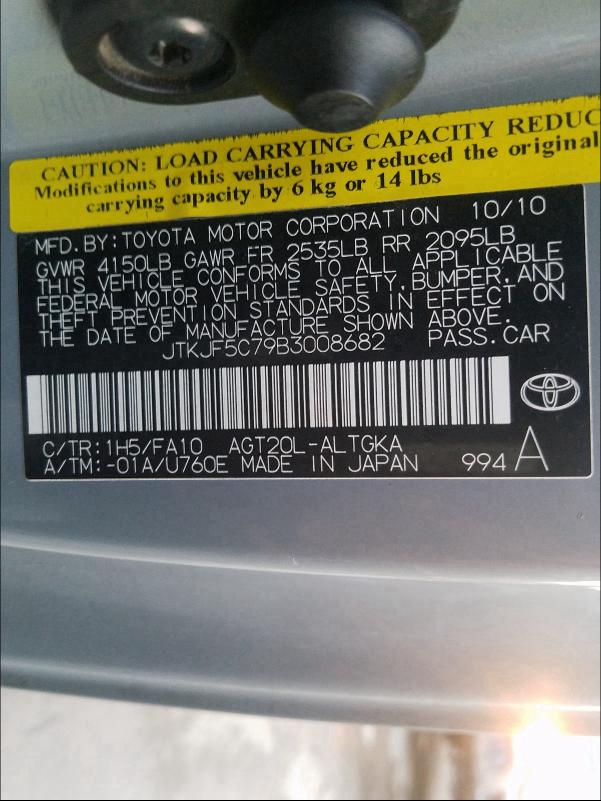 CAUTION: LOAD CARRYING CAPACITY REDUC
Modifications to this vehicle have reduced the original
carrying capacity by 6 kg or 14 lbs
MFD.BY:TOYOTA MOTOR CORPORATION 10/10
GVWR 4150LB GAWR FR 2535LB RR 2095LB
THIS VEHICLE CONFORMS TO ALL APPLICABLE
FEDERAL MOTOR VEHICLE SAFETY,BUMPER,AND
THEFT PREVENTION STANDARDS IN EFFECT ON
THE DATE OF MANUFACTURE SHOWN ABOVE.
JTKJF5C79B3008682 PASS.CAR
C/TR:1H5/FA10 AGT20L-ALTGKA
A/TM:-01A/U760E MADE IN JAPAN 994 A